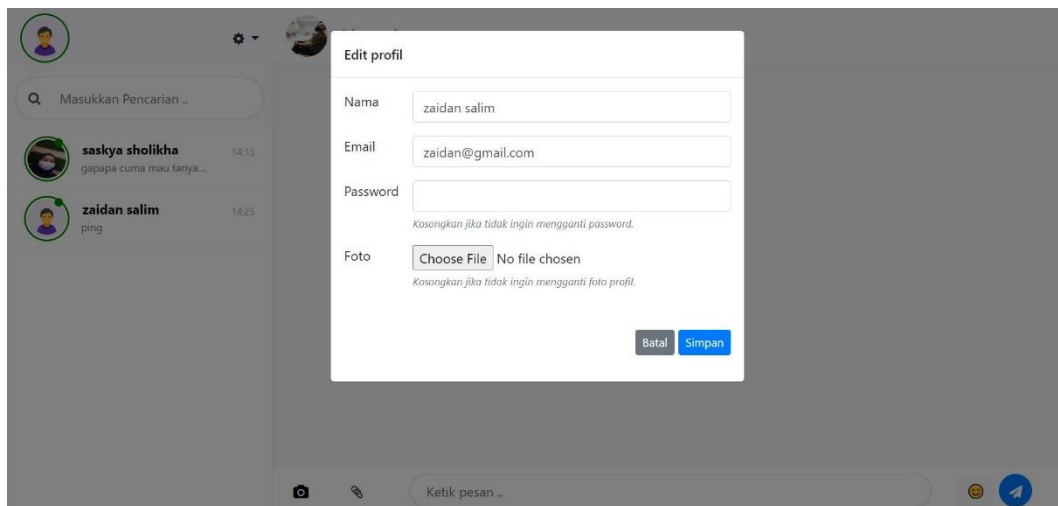 Masukkan Pencarian ..
saskya sholikha 14:13
gapapa cuma mau tanya...
zaidan salim 14:25
ping
Edit profil
Nama zaidan salim
Email zaidan@gmail.com
Password
Kosongkan jika tidak ingin mengganti password.
Foto Choose File No file chosen
Kosongkan jika tidak ingin mengganti foto profil.
Batal Simpan
Ketik pesan ..